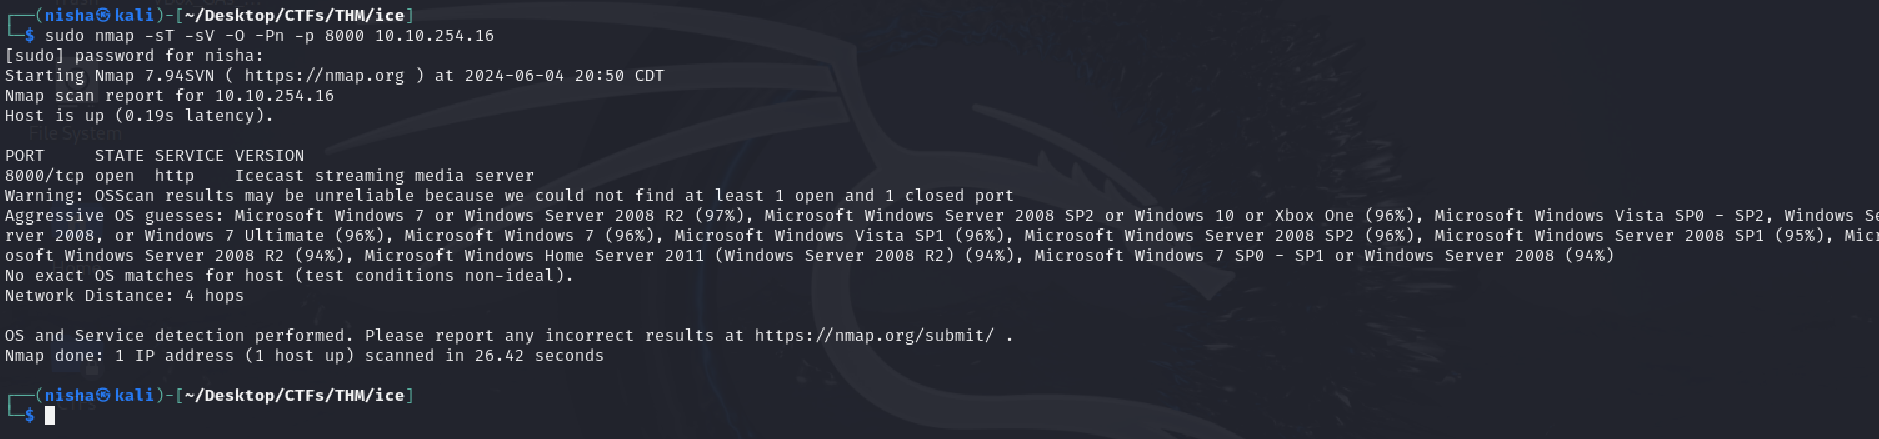 ┌──(nisha㉿kali)-[~/Desktop/CTFs/THM/ice]
└─$ sudo nmap -sT -sV -O -Pn -p 8000 10.10.254.16
[sudo] password for nisha:
Starting Nmap 7.94SVN ( https://nmap.org ) at 2024-06-04 20:50 CDT
Nmap scan report for 10.10.254.16
Host is up (0.19s latency).
File System
PORT     STATE SERVICE VERSION
8000/tcp open  http    Icecast streaming media server
Warning: OSScan results may be unreliable because we could not find at least 1 open and 1 closed port
Aggressive OS guesses: Microsoft Windows 7 or Windows Server 2008 R2 (97%), Microsoft Windows Server 2008 SP2 or Windows 10 or Xbox One (96%), Microsoft Windows Vista SP0 - SP2, Windows Se
rver 2008, or Windows 7 Ultimate (96%), Microsoft Windows 7 (96%), Microsoft Windows Vista SP1 (96%), Microsoft Windows Server 2008 SP2 (96%), Microsoft Windows Server 2008 SP1 (95%), Micr
osoft Windows Server 2008 R2 (94%), Microsoft Windows Home Server 2011 (Windows Server 2008 R2) (94%), Microsoft Windows 7 SP0 - SP1 or Windows Server 2008 (94%)
No exact OS matches for host (test conditions non-ideal).
Network Distance: 4 hops

OS and Service detection performed. Please report any incorrect results at https://nmap.org/submit/ .
Nmap done: 1 IP address (1 host up) scanned in 26.42 seconds

┌──(nisha㉿kali)-[~/Desktop/CTFs/THM/ice]
└─$
CTFs